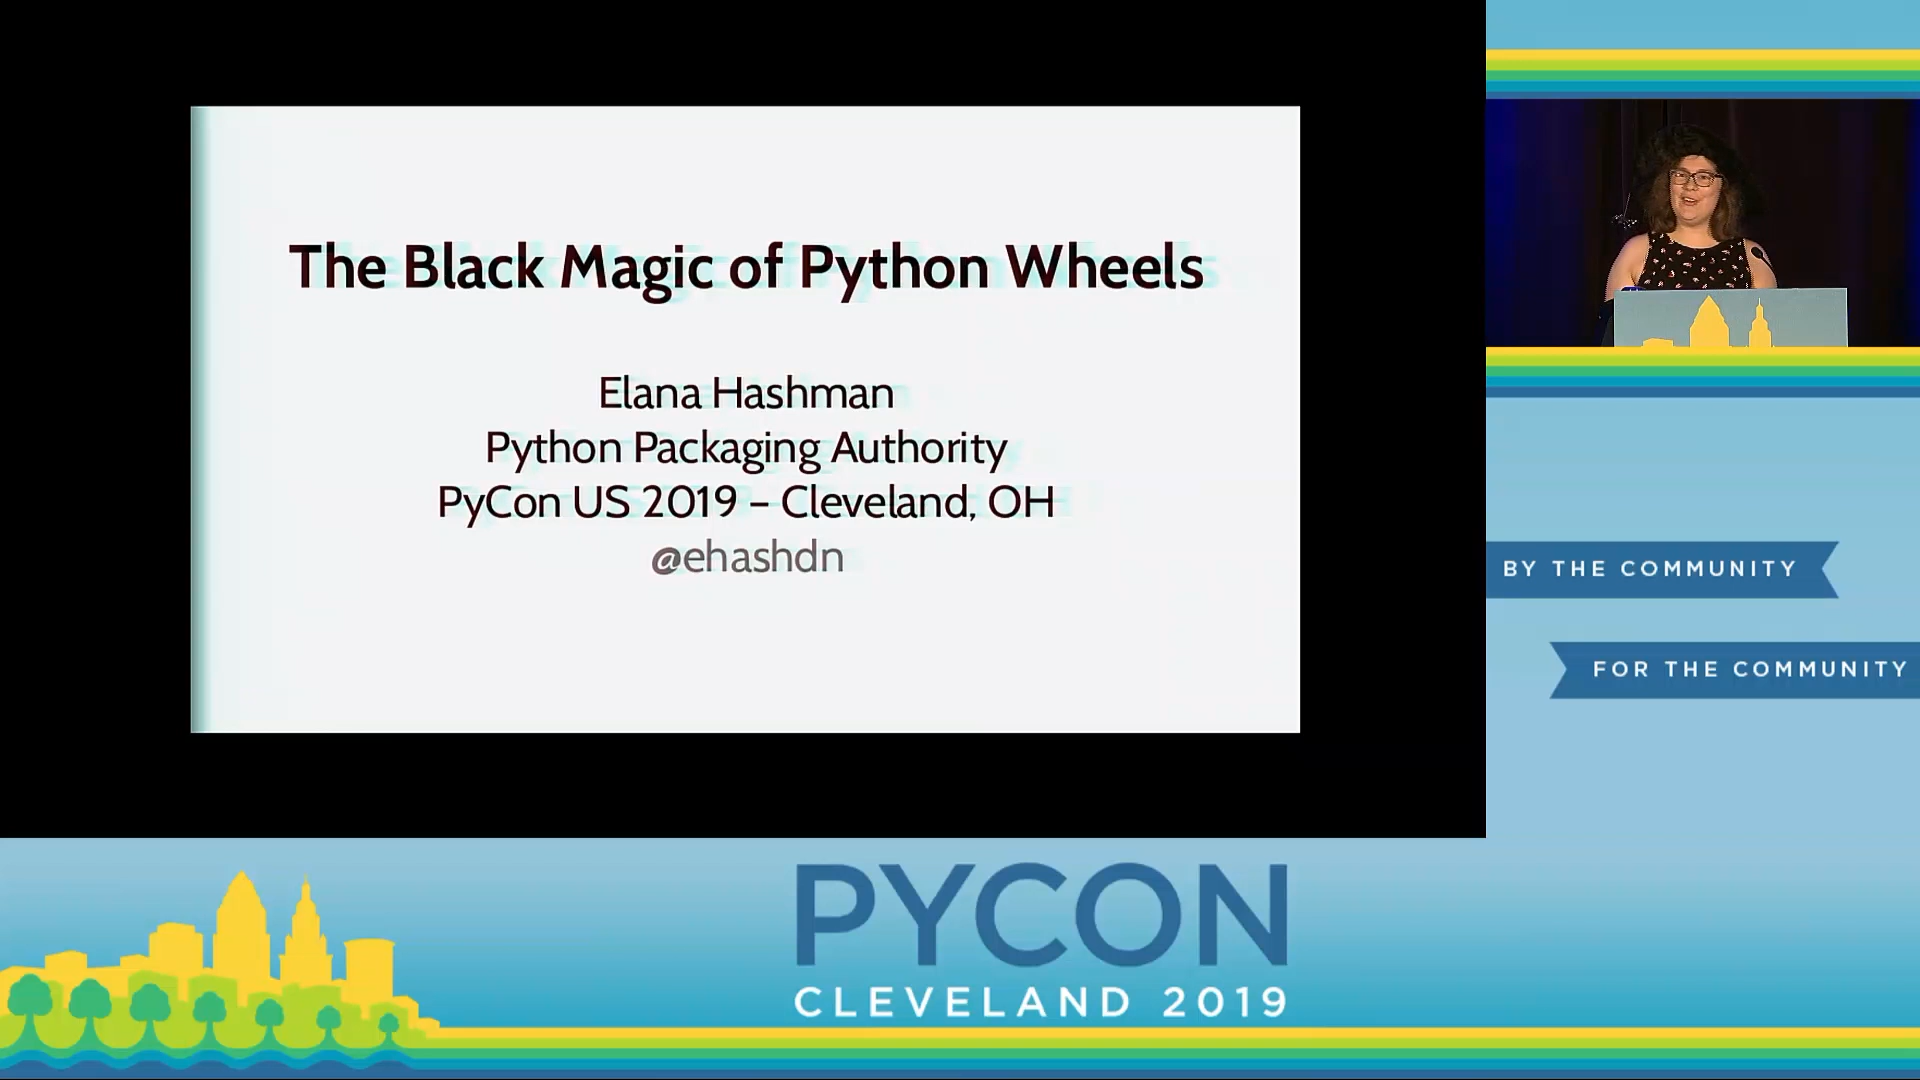 The Black Magic of Python Wheels
Elana Hashman
Python Packaging Authority
PyCon US 2019 – Cleveland, OH
@ehashdn
BY THE COMMUNITY
FOR THE COMMUNITY
PYCON
CLEVELAND 2019